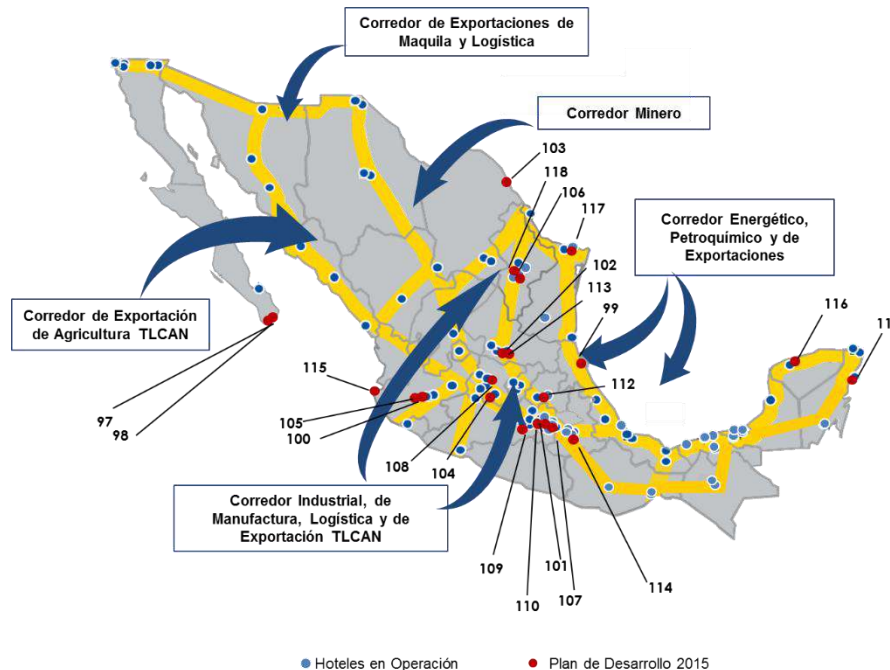 Corredor de Exportaciones de
Maquila y Logística
Corredor Minero
103
118
106
117
Corredor Energético,
Petroquímico y de
Exportaciones
102
113
99
116
11
Corredor de Exportación
de Agricultura TLCAN
115
97
98
105
100
112
108
104
Corredor Industrial, de
Manufactura, Logística y de
Exportación TLCAN
109
110
101
107
114
Hoteles en Operación
Plan de Desarrollo 2015